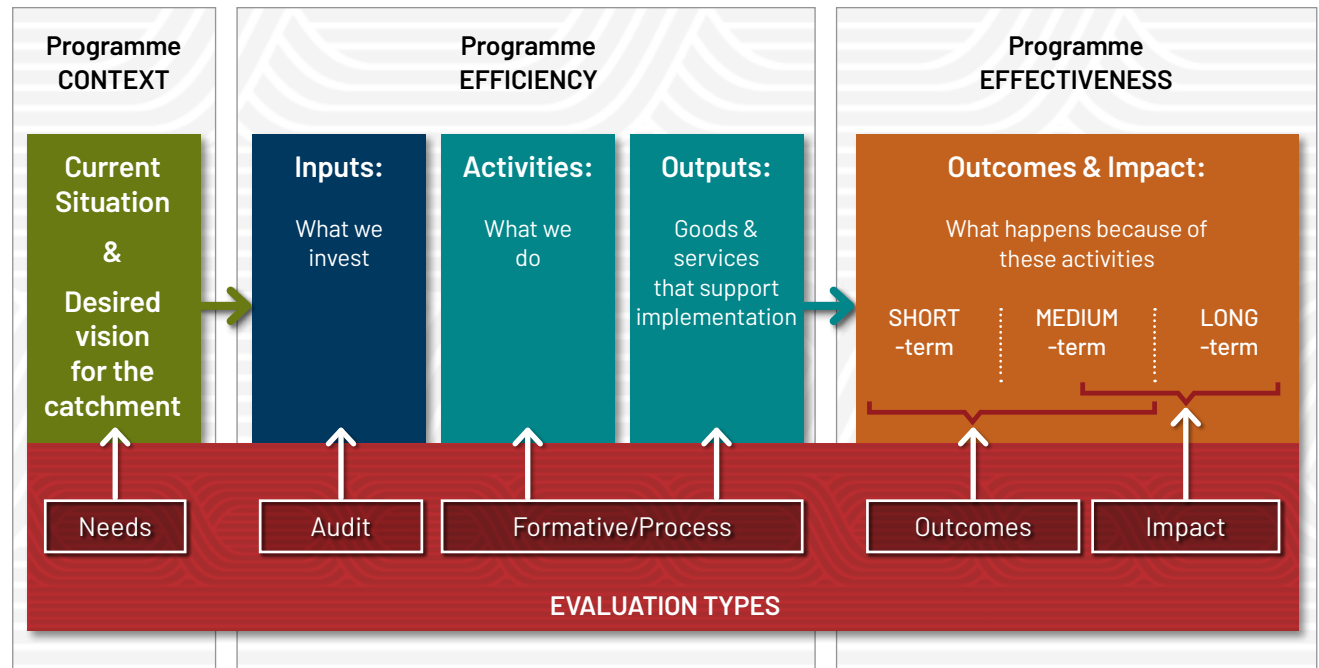 Programme
CONTEXT
Programme
EFFICIENCY
Programme
EFFECTIVENESS
Current
Situation
&
Desired
vision
for the
catchment
Inputs:
What we
invest
Activities:
What we
do
Outputs:
Goods &
services
that support
implementation
Outcomes & Impact:
What happens because of
these activities
SHORT
-term
MEDIUM
-term
LONG
-term
Needs
Audit
Formative/Process
Outcomes
Impact
EVALUATION TYPES